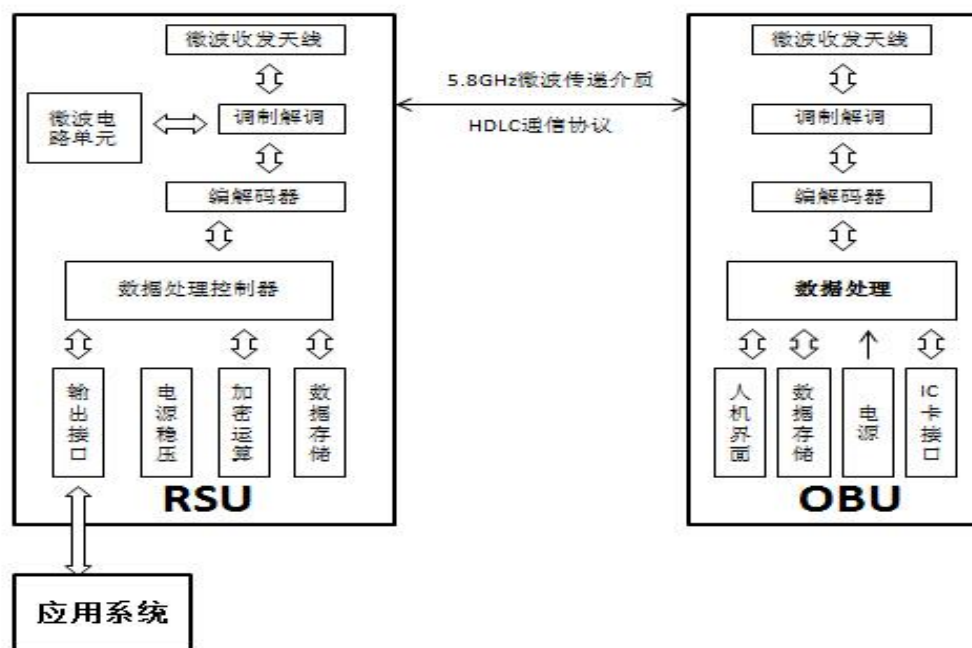 微波收发天线
微波电
路单元
调制解调
编解码器
数据处理控制器
输出接口
电源稳压
加密运算
数据存储
RSU
应用系统
5.8GHz微波传递介质
HDLC通信协议
微波收发天线
调制解调
编解码器
数据处理
人机界面
数据存储
电源
IC
卡接口
OBU